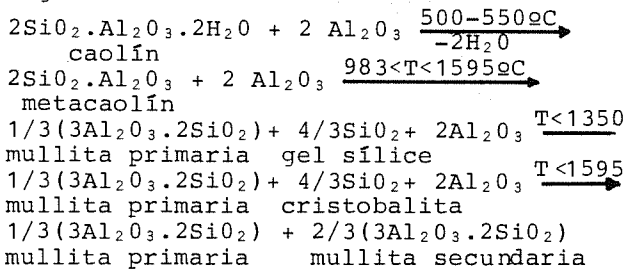 500-550ºC
2SiO₂.Al₂O₃.2H₂O + 2 Al₂O₃
-2H₂O
caolín
983<T<1595ºC
2SiO₂.Al₂O₃ + 2 Al₂O₃
metacaolín
1/3(3Al₂O₃.2SiO₂)+ 4/3SiO₂+ 2Al₂O₃ T<1350
mullita primaria gel sílice
1/3(3Al₂O₃.2SiO₂)+ 4/3SiO₂+ 2Al₂O₃ T<1595
mullita primaria cristobalita
1/3(3Al₂O₃.2SiO₂) + 2/3(3Al₂O₃.2SiO₂)
mullita primaria mullita secundaria